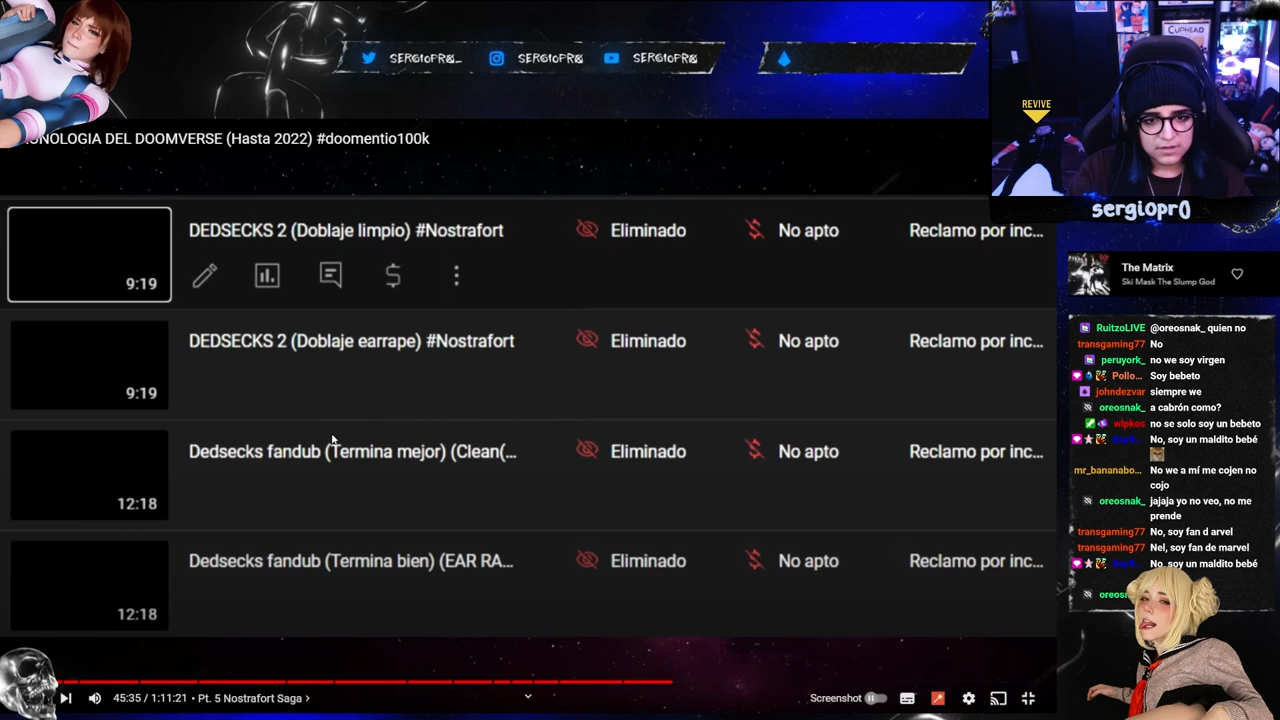 SERGIOPR0_ SERGIOPR0 SERGIOPR0
CUPHEAD
REVIVE
DEL DOOMVERSE (Hasta 2022) #doomentio100k
sergiopr0
DEDSECKS 2 (Doblaje limpio) #Nostrafort Eliminado No apto Reclamo por inc...
9:19
DEDSECKS 2 (Doblaje earrape) #Nostrafort Eliminado No apto Reclamo por inc...
9:19
Dedsecks fandub (Termina mejor) (Clean(... Eliminado No apto Reclamo por inc...
12:18
Dedsecks fandub (Termina bien) (EAR RA... Eliminado No apto Reclamo por inc...
12:18
45:35 / 1:11:21 • Pt. 5 Nostrafort Saga ›
Screenshot
The Matrix
Ski Mask The Slump God
RuitzoLIVE @oreosnak_ quien no
transgaming77 No
peruyork_ no we soy virgen
Pollo... Soy bebeto
johndezvar siempre we
oreosnak_ a cabrón como?
wlpkos no se solo soy un bebeto
No, soy un maldito bebé
mr_bananabo... No we a mí me cojen no
cojo
oreosnak_ jajaja yo no veo, no me
prende
transgaming77 No, soy fan d arvel
transgaming77 Nel, soy fan de marvel
No, soy un maldito bebé